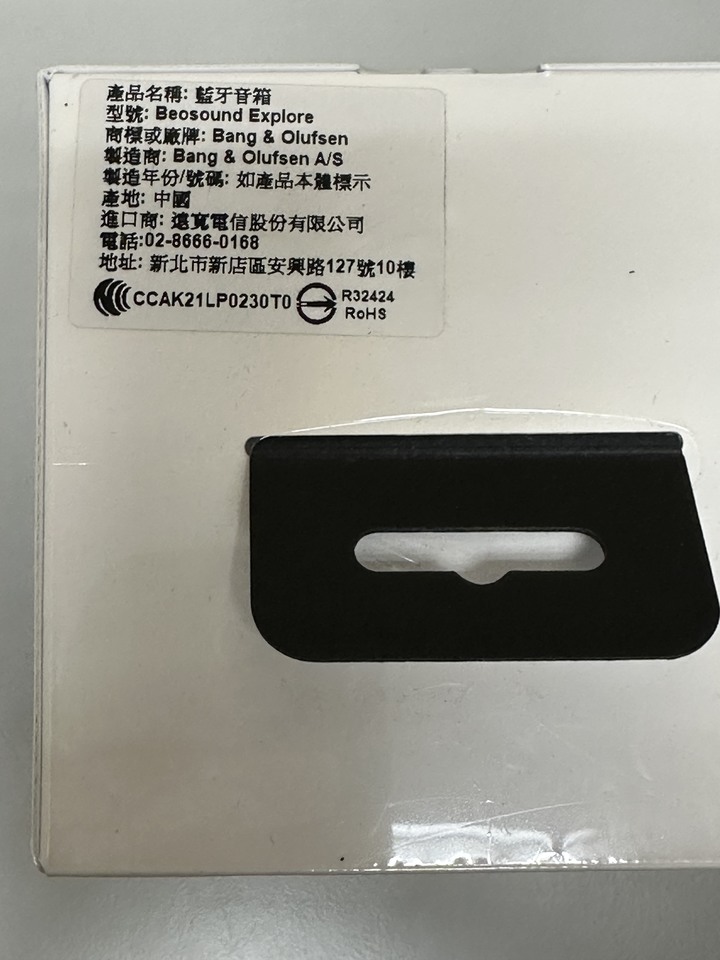 產品名稱: 藍牙音箱
型號: Beosound Explore
商標或廠牌: Bang & Olufsen
製造商: Bang & Olufsen A/S
製造年份/號碼: 如產品本體標示
產地: 中國
進口商: 遠寬電信股份有限公司
電話:02-8666-0168
地址: 新北市新店區安興路127號10樓
CCAK21LP0230T0 R32424
RoHS